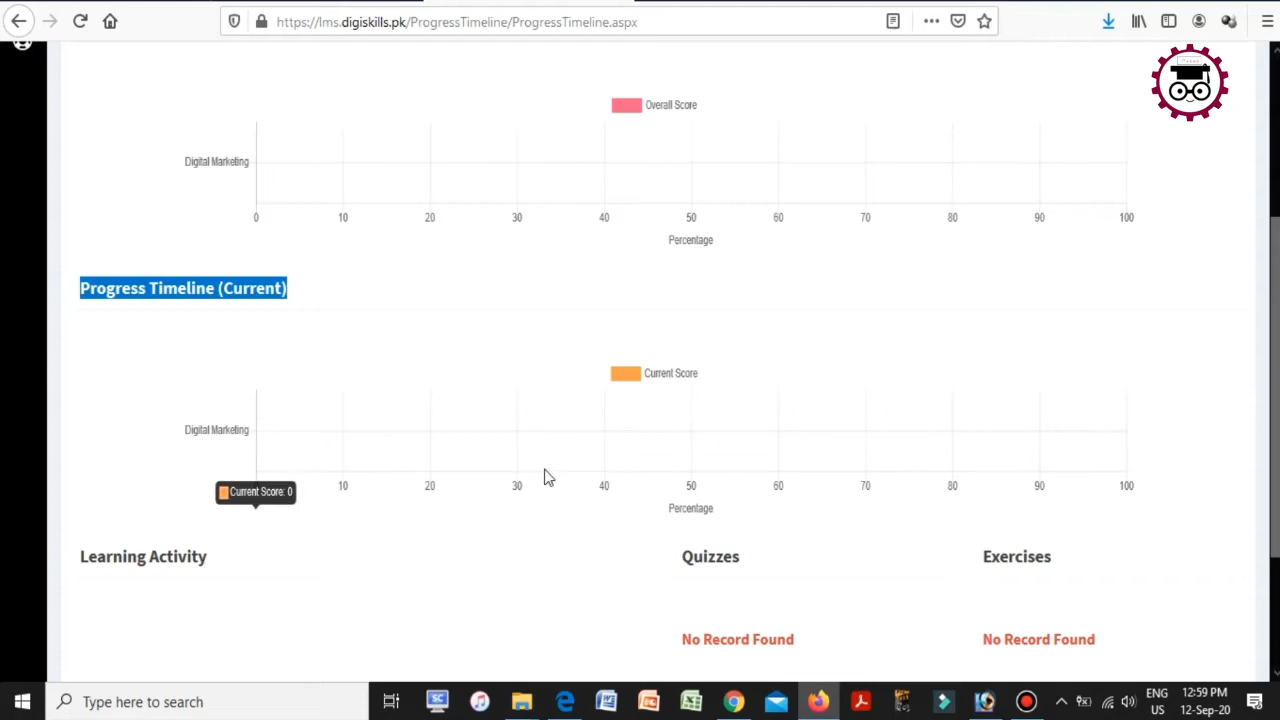 https://lms.digiskills.pk/ProgressTimeline/ProgressTimeline.aspx
Overall Score
Digital Marketing
0 10 20 30 40 50 60 70 80 90 100
Percentage
Progress Timeline (Current)
Current Score
Digital Marketing
10 20 30 40 50 60 70 80 90 100
Current Score: 0
Percentage
Learning Activity Quizzes Exercises
No Record Found No Record Found
Type here to search
ENG 12:59 PM
US 12-Sep-20